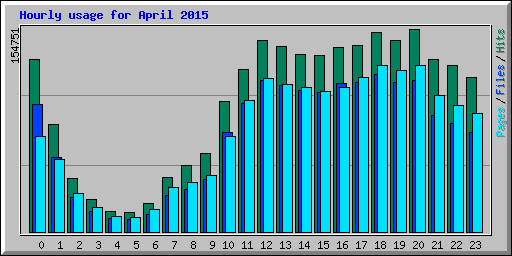 Hourly usage for April 2015
154751
Pages / Files / Hits
0 1 2 3 4 5 6 7 8 9 10 11 12 13 14 15 16 17 18 19 20 21 22 23